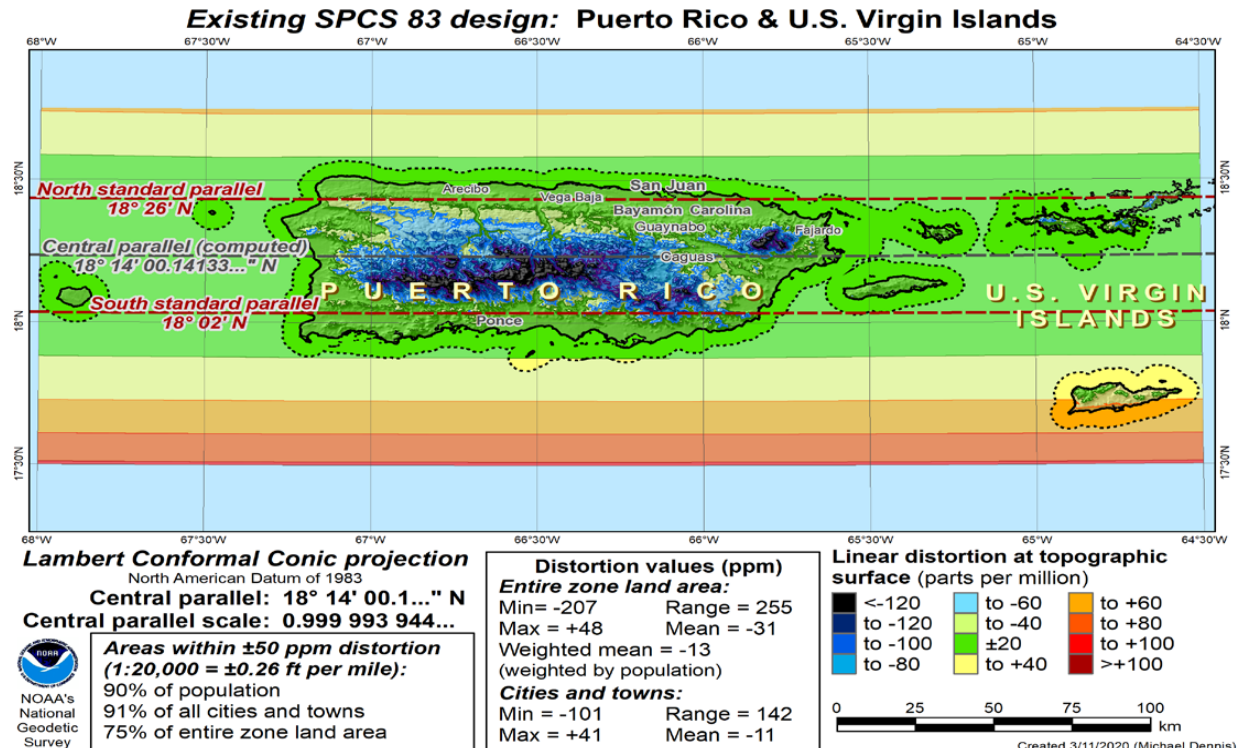 Existing SPCS 83 design: Puerto Rico & U.S. Virgin Islands
68°W 67°30'W 67°W 66°30'W 66°W 65°30'W 65°W 64°30'W
18°30'N 18°30'N
North standard parallel
18° 26' N
Arecibo
Vega Baja
San Juan
Bayamón Carolina
Guaynabo
Fajardo
Central parallel (computed)
18° 14' 00.14133..." N
Caguas
PUERTO RICO
South standard parallel
18° 02' N
Ponce
U.S. VIRGIN
ISLANDS
18°N 18°N
17°30'N 17°30'N
68°W 67°30'W 67°W 66°30'W 66°W 65°30'W 65°W 64°30'W
Lambert Conformal Conic projection
North American Datum of 1983
Central parallel: 18° 14' 00.1..." N
Central parallel scale: 0.999 993 944...
NOAA
NOAA's
National
Geodetic
Survey
Areas within ±50 ppm distortion
(1:20,000 = ±0.26 ft per mile):
90% of population
91% of all cities and towns
75% of entire zone land area
Distortion values (ppm)
Entire zone land area:
Min= -207 Range = 255
Max = +48 Mean = -31
Weighted mean = -13
(weighted by population)
Cities and towns:
Min = -101 Range = 142
Max = +41 Mean = -11
Linear distortion at topographic
surface (parts per million)
<-120 to -60 to +60
to -120 to -40 to +80
to -100 ±20 to +100
to -80 to +40 >+100
0 25 50 75 100
km
Created 3/11/2020 (Michael Dennis)